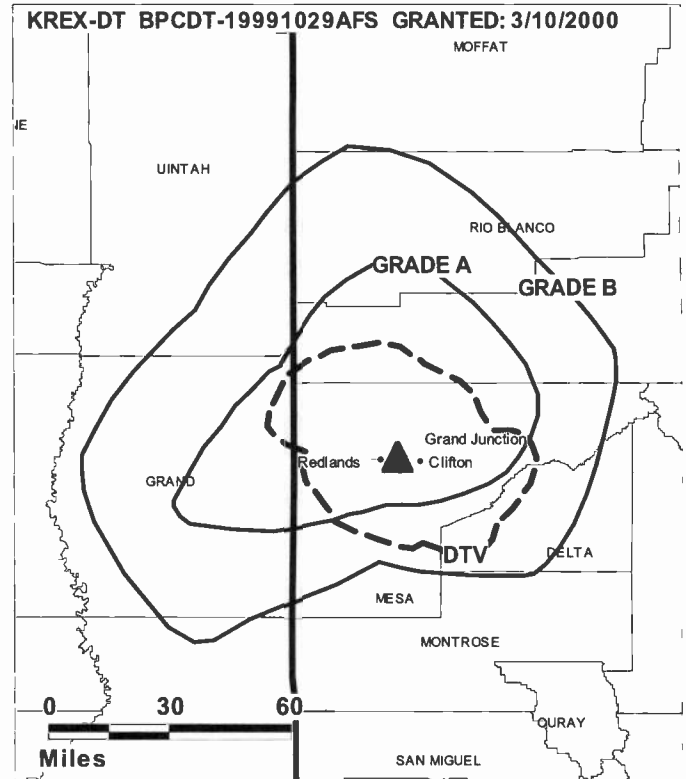 KREX-DT BPCDT-19991029AFS GRANTED: 3/10/2000
MOFFAT
NE
UINTAH
RIO BLANCO
GRADE A
GRADE B
Grand Junction
Redlands
Clifton
GRAND
DTV
DELTA
MESA
MONTROSE
0 30 60
OURAY
Miles
SAN MIGUEL